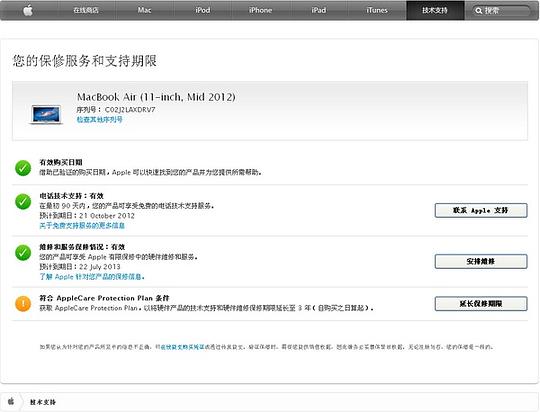 在线商店 Mac iPod iPhone iPad iTunes 技术支持 搜索
您的保修服务和支持期限
MacBook Air (11-inch, Mid 2012)
序列号： C02J2LAXDRV7
检查其他序列号
有效购买日期
借助已验证的购买日期，Apple 可以快速找到您的产品并为您提供所需帮助。
电话技术支持：有效
在最初 90 天内，您的产品可享受免费的电话技术支持服务。
预计到期日：21 October 2012
关于免费支持服务的更多信息
联系 Apple 支持
维修和服务保修情况：有效
您的产品可享受 Apple 有限保修中的硬件维修和服务。
预计到期日：22 July 2013
了解 Apple 针对您产品的保修信息。
安排维修
符合 AppleCare Protection Plan 条件
获取 AppleCare Protection Plan，以将硬件产品的技术支持和硬件维修保修期限延长至 3 年（自购买之日算起）。
延长保修期限
技术支持